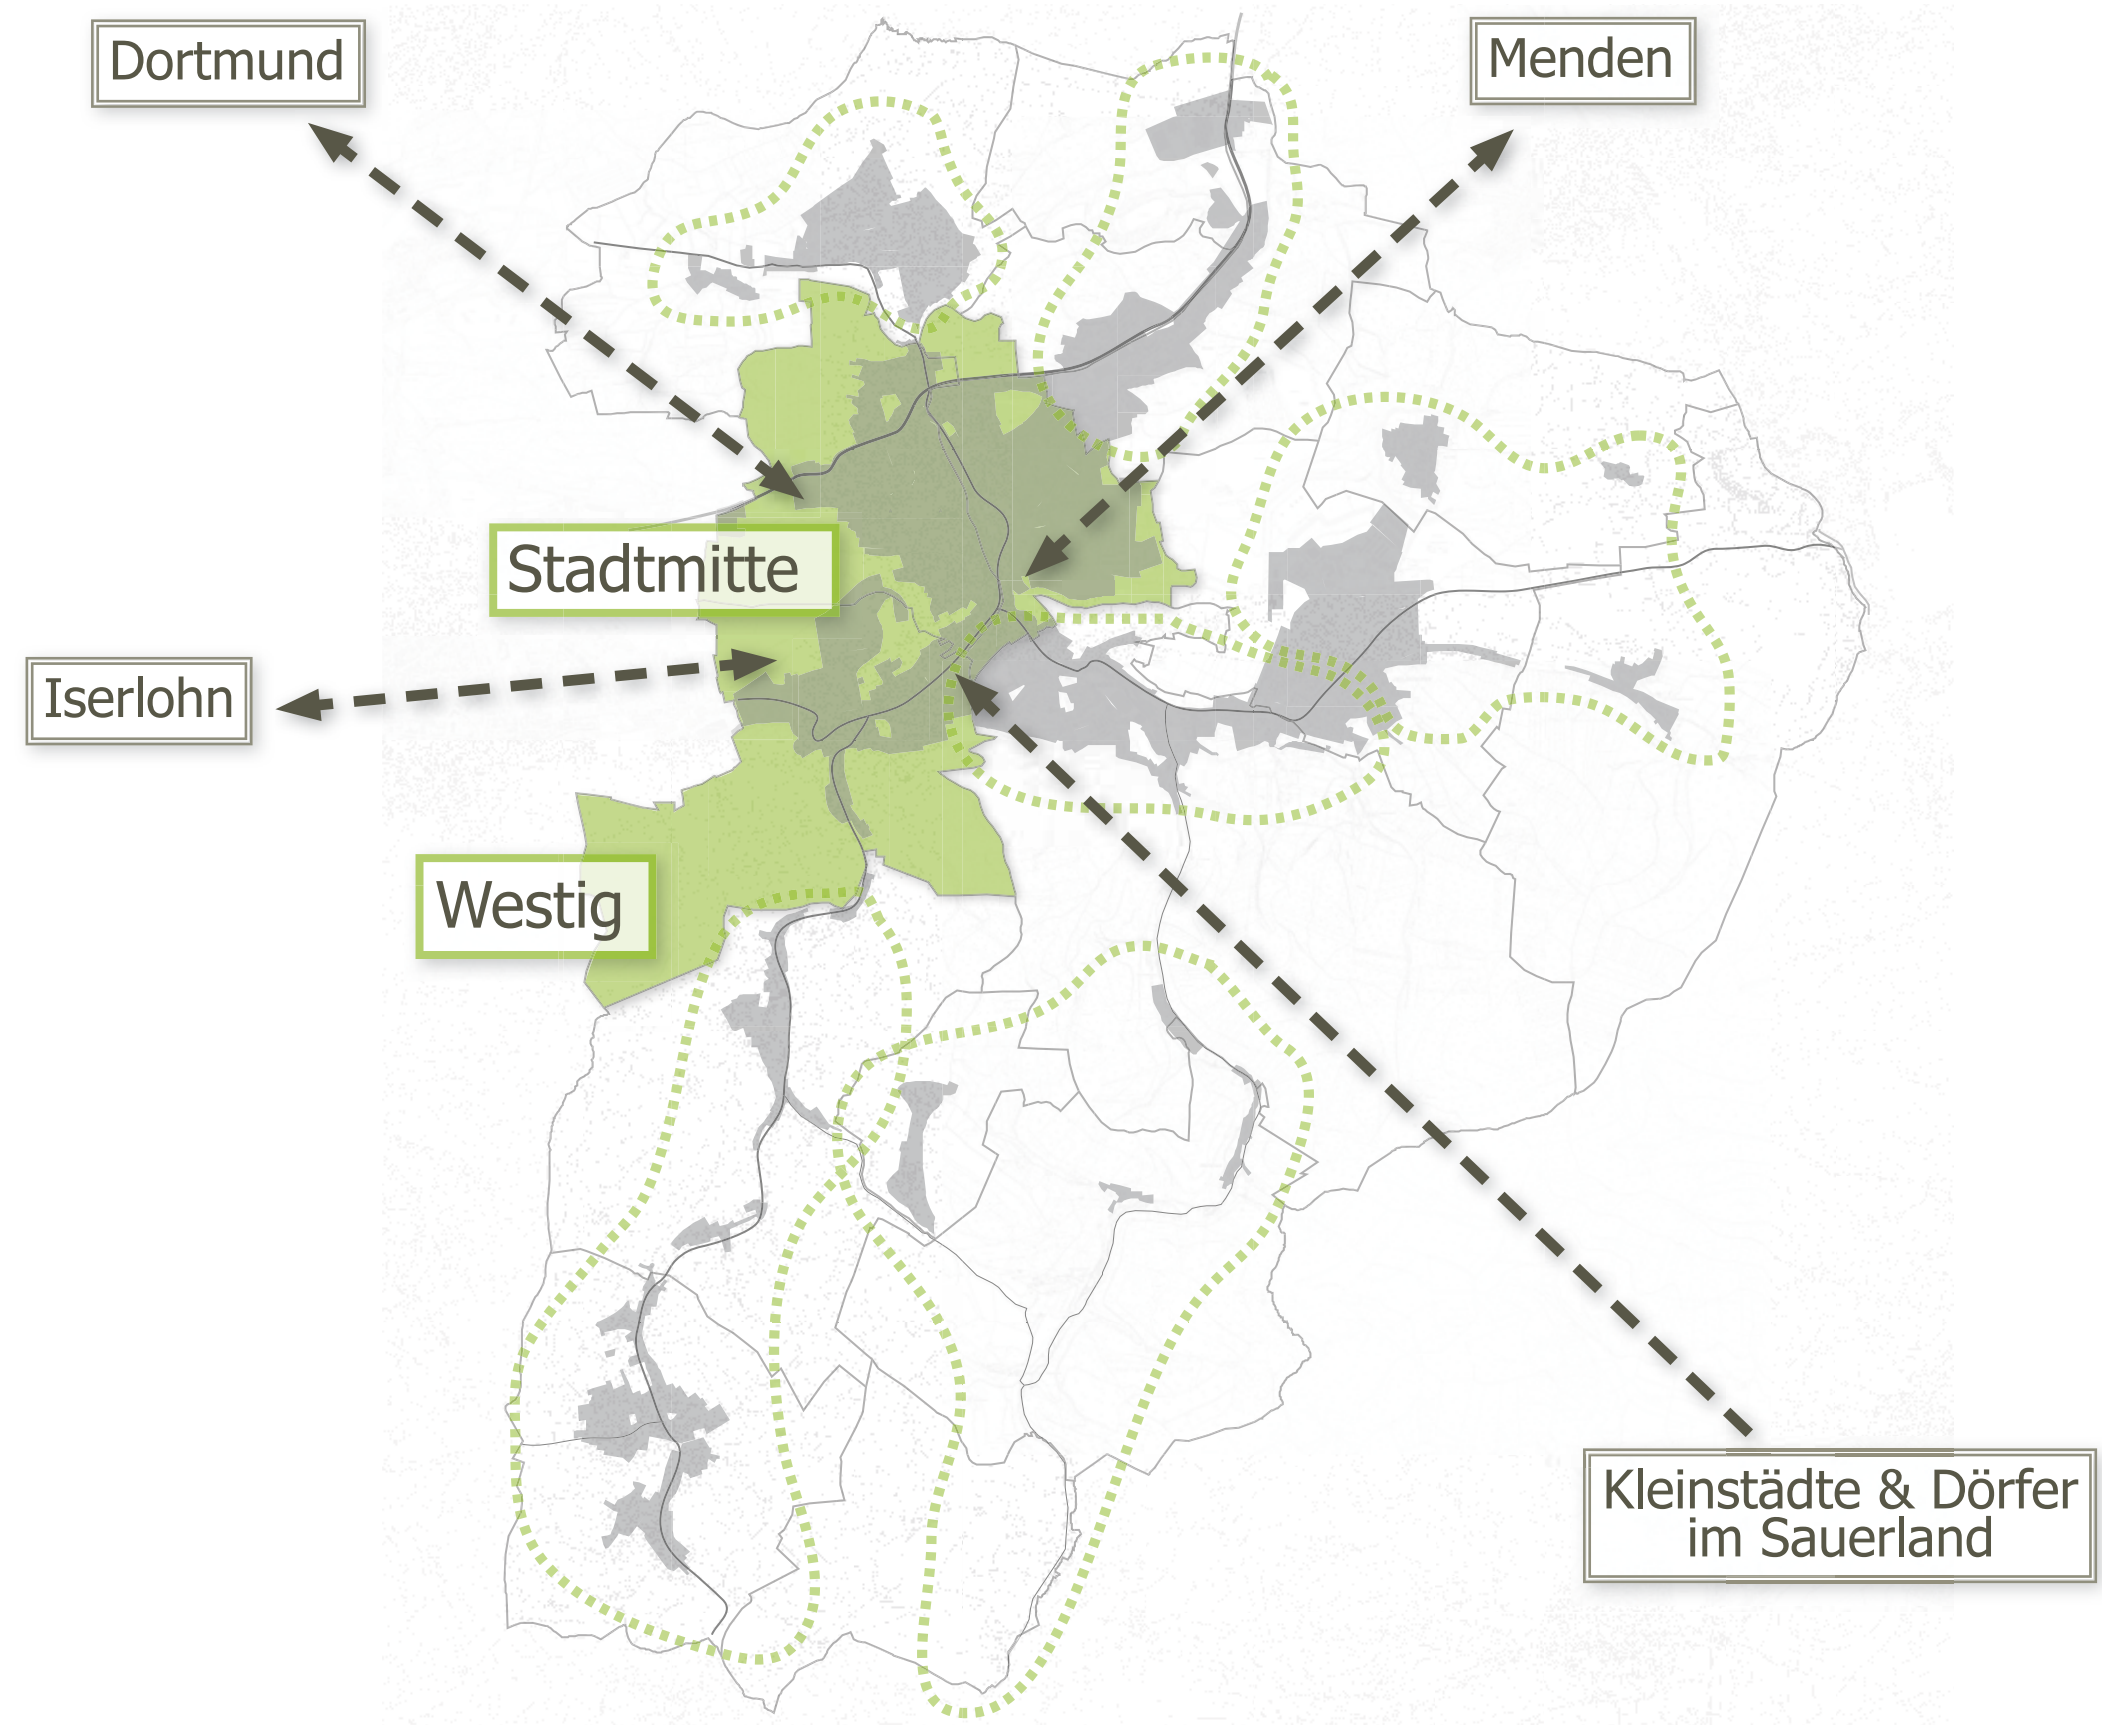 Dortmund
Menden
Stadtmitte
Iserlohn
Westig
Kleinstädte & Dörfer
im Sauerland